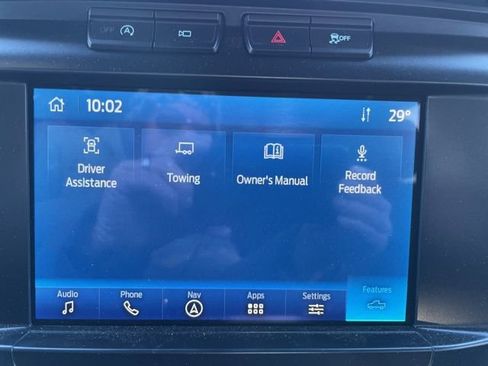 OFF
OFF
10:02
29°
Driver
Assistance
Towing
Owner's Manual
Record
Feedback
Audio
Phone
Nav
Apps
Settings
Features